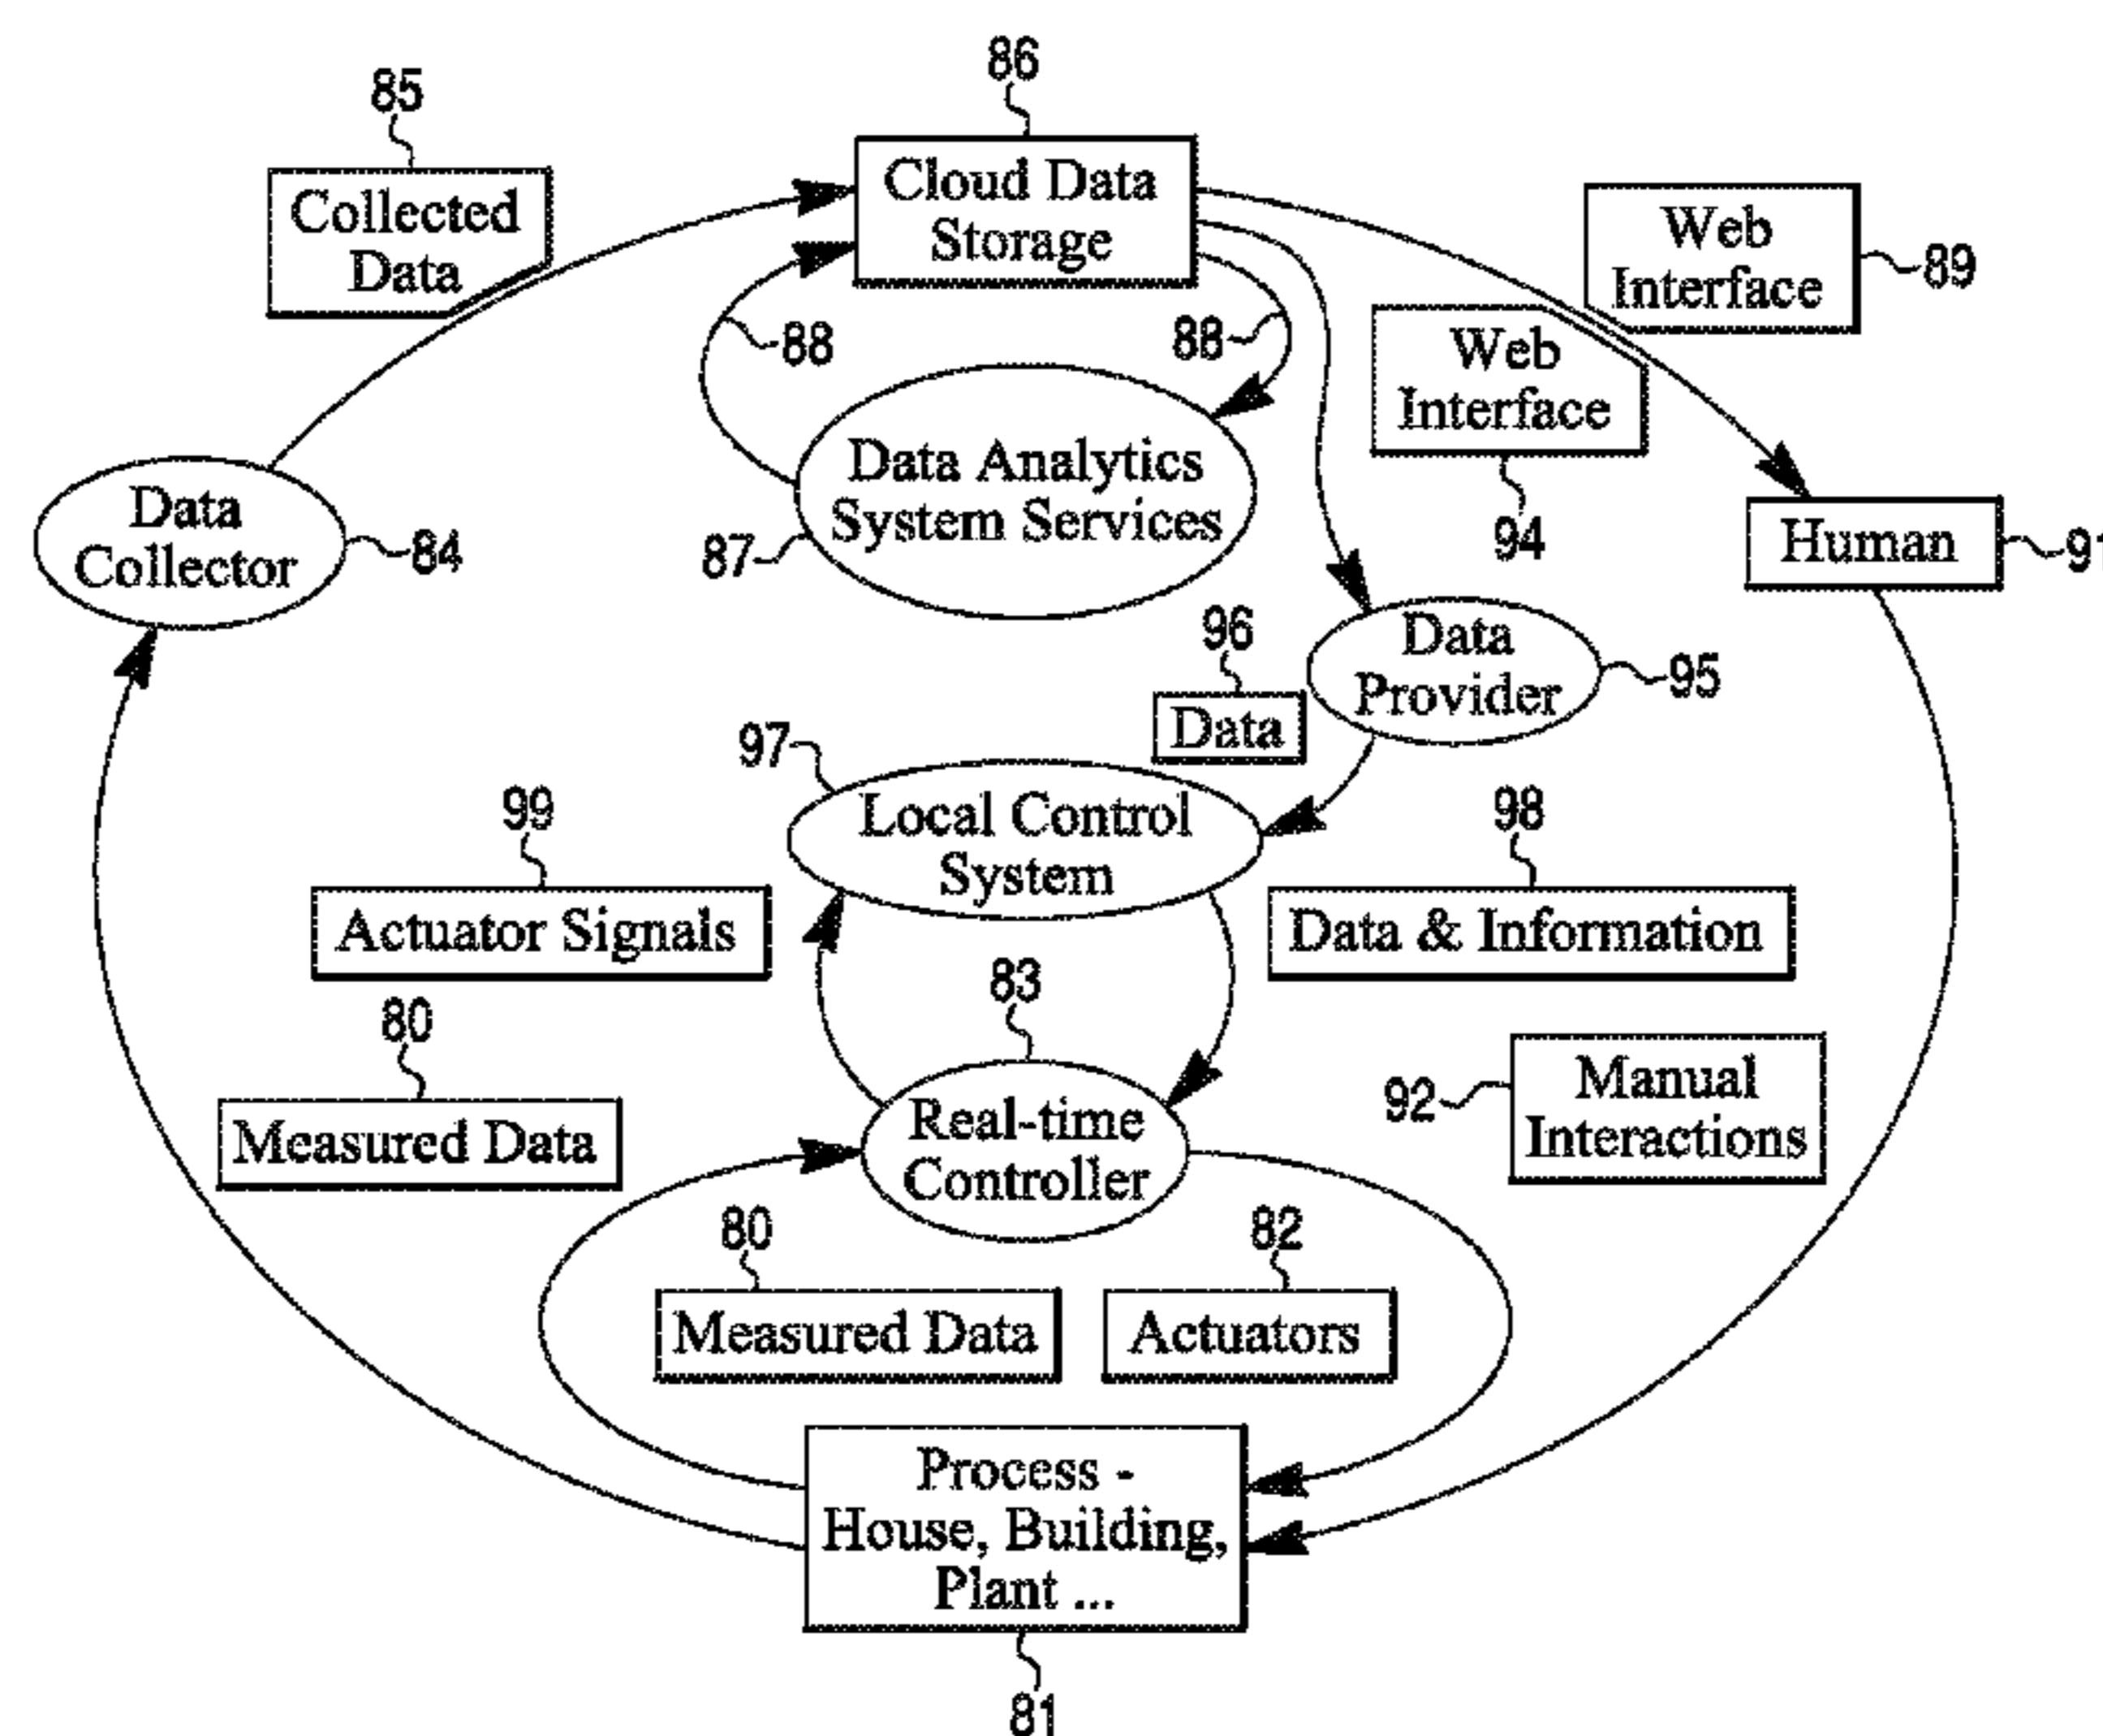 86
85
Cloud Data
Storage
Collected
Data
Web
Interface
89
88
88
Web
Interface
94
Data Analytics
System Services
87
Data
Collector
84
Human
91
Data
Provider
95
96
Data
97
Local Control
System
99
Actuator Signals
98
Data & Information
83
80
Measured Data
Real-time
Controller
92
Manual
Interactions
80
Measured Data
82
Actuators
Process -
House, Building,
Plant ...
81